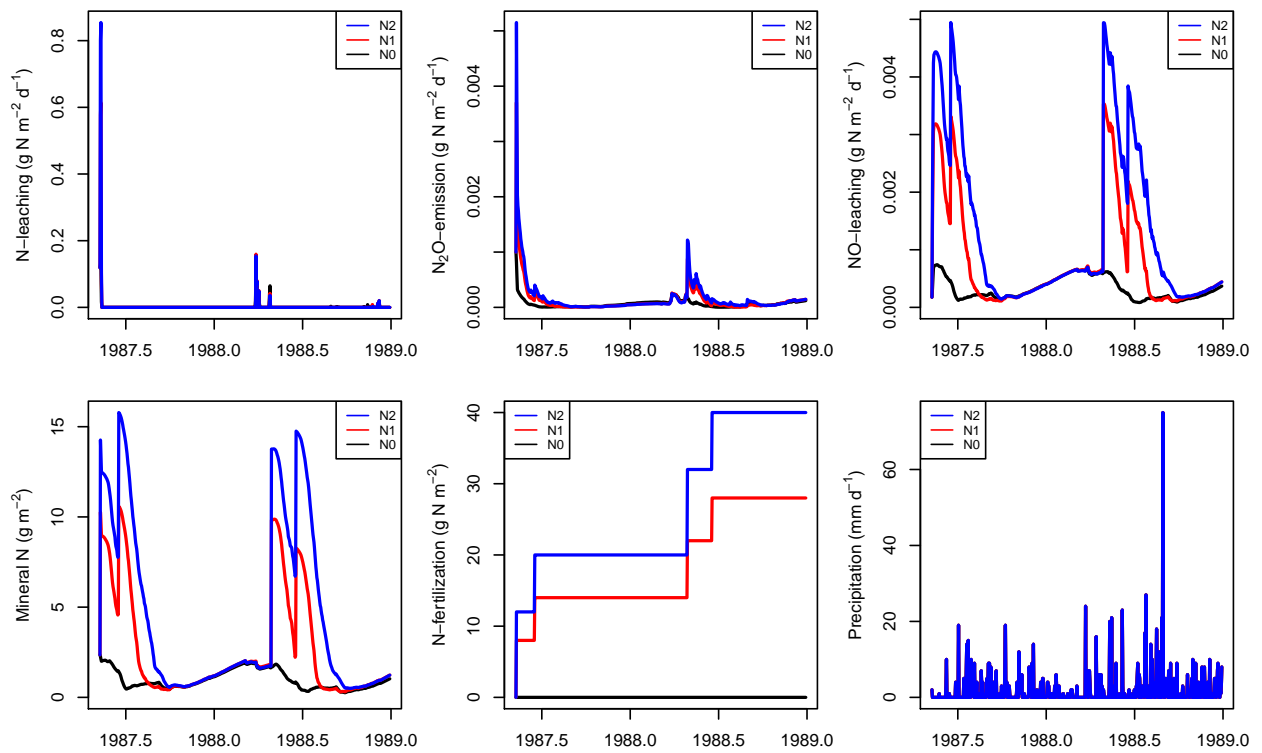 N−leaching (g N m−2 d−1)
0.0 0.2 0.4 0.6 0.8
1987.5 1988.0 1988.5 1989.0
N2
N1
N0
N2O−emission (g N m−2 d−1)
0.000 0.002 0.004
1987.5 1988.0 1988.5 1989.0
N2
N1
N0
NO−leaching (g N m−2 d−1)
0.000 0.002 0.004
1987.5 1988.0 1988.5 1989.0
N2
N1
N0
Mineral N (g m−2)
0 5 10 15
1987.5 1988.0 1988.5 1989.0
N2
N1
N0
N−fertilization (g N m−2)
0 10 20 30 40
1987.5 1988.0 1988.5 1989.0
N2
N1
N0
Precipitation (mm d−1)
0 20 40 60
1987.5 1988.0 1988.5 1989.0
N2
N1
N0